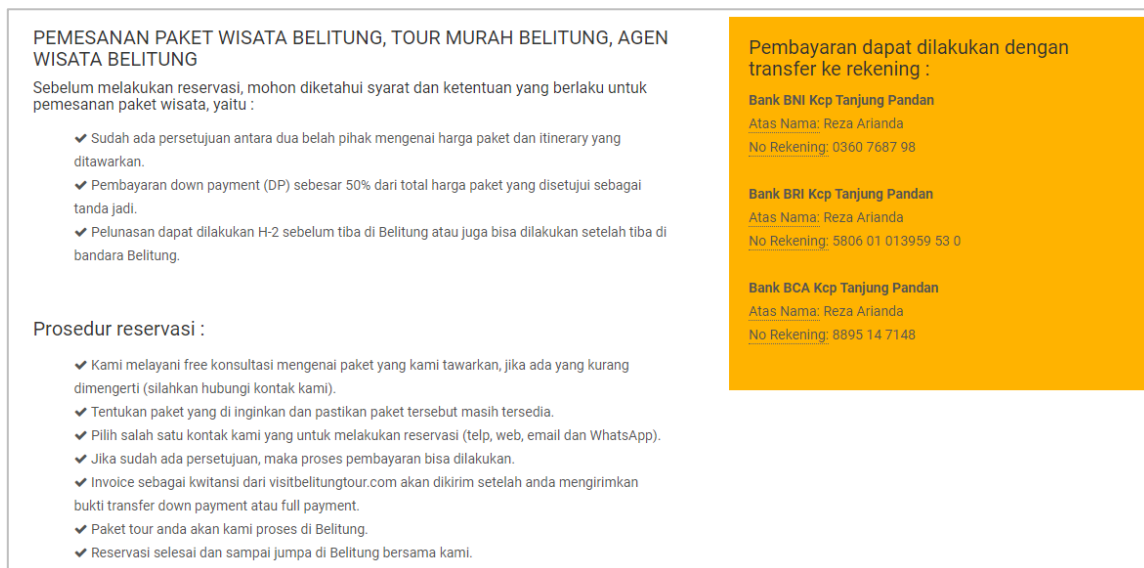 PEMESANAN PAKET WISATA BELITUNG, TOUR MURAH BELITUNG, AGEN
WISATA BELITUNG
Sebelum melakukan reservasi, mohon diketahui syarat dan ketentuan yang berlaku untuk
pemesanan paket wisata, yaitu :
✔ Sudah ada persetujuan antara dua belah pihak mengenai harga paket dan itinerary yang
ditawarkan.
✔ Pembayaran down payment (DP) sebesar 50% dari total harga paket yang disetujui sebagai
tanda jadi.
✔ Pelunasan dapat dilakukan H-2 sebelum tiba di Belitung atau juga bisa dilakukan setelah tiba di
bandara Belitung.
Prosedur reservasi :
✔ Kami melayani free konsultasi mengenai paket yang kami tawarkan, jika ada yang kurang
dimengerti (silahkan hubungi kontak kami).
✔ Tentukan paket yang di inginkan dan pastikan paket tersebut masih tersedia.
✔ Pilih salah satu kontak kami yang untuk melakukan reservasi (telp, web, email dan WhatsApp).
✔ Jika sudah ada persetujuan, maka proses pembayaran bisa dilakukan.
✔ Invoice sebagai kwitansi dari visitbelitungtour.com akan dikirim setelah anda mengirimkan
bukti transfer down payment atau full payment.
✔ Paket tour anda akan kami proses di Belitung.
✔ Reservasi selesai dan sampai jumpa di Belitung bersama kami.
Pembayaran dapat dilakukan dengan
transfer ke rekening :
Bank BNI Kcp Tanjung Pandan
Atas Nama: Reza Arianda
No Rekening: 0360 7687 98
Bank BRI Kcp Tanjung Pandan
Atas Nama: Reza Arianda
No Rekening: 5806 01 013959 53 0
Bank BCA Kcp Tanjung Pandan
Atas Nama: Reza Arianda
No Rekening: 8895 14 7148